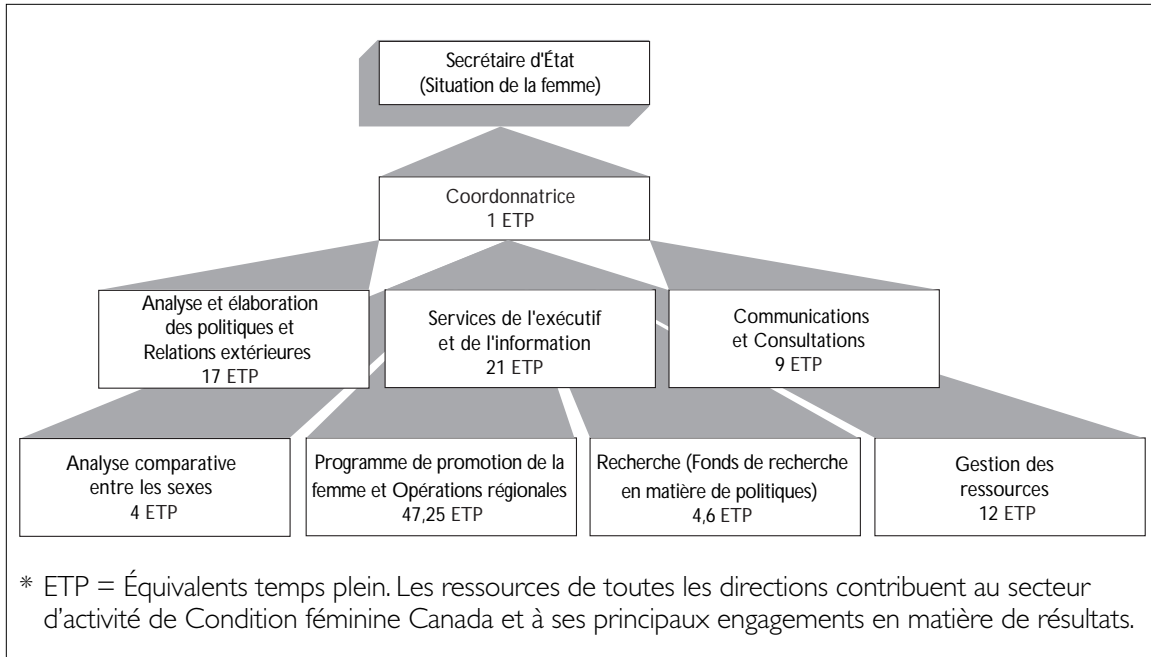 Secrétaire d'État
(Situation de la femme)
Coordonnatrice
1 ETP
Analyse et élaboration
des politiques et
Relations extérieures
17 ETP
Services de l'exécutif
et de l'information
21 ETP
Communications
et Consultations
9 ETP
Analyse comparative
entre les sexes
4 ETP
Programme de promotion de la
femme et Opérations régionales
47,25 ETP
Recherche (Fonds de recherche
en matière de politiques)
4,6 ETP
Gestion des
ressources
12 ETP
* ETP = Équivalents temps plein. Les ressources de toutes les directions contribuent au secteur
d'activité de Condition féminine Canada et à ses principaux engagements en matière de résultats.